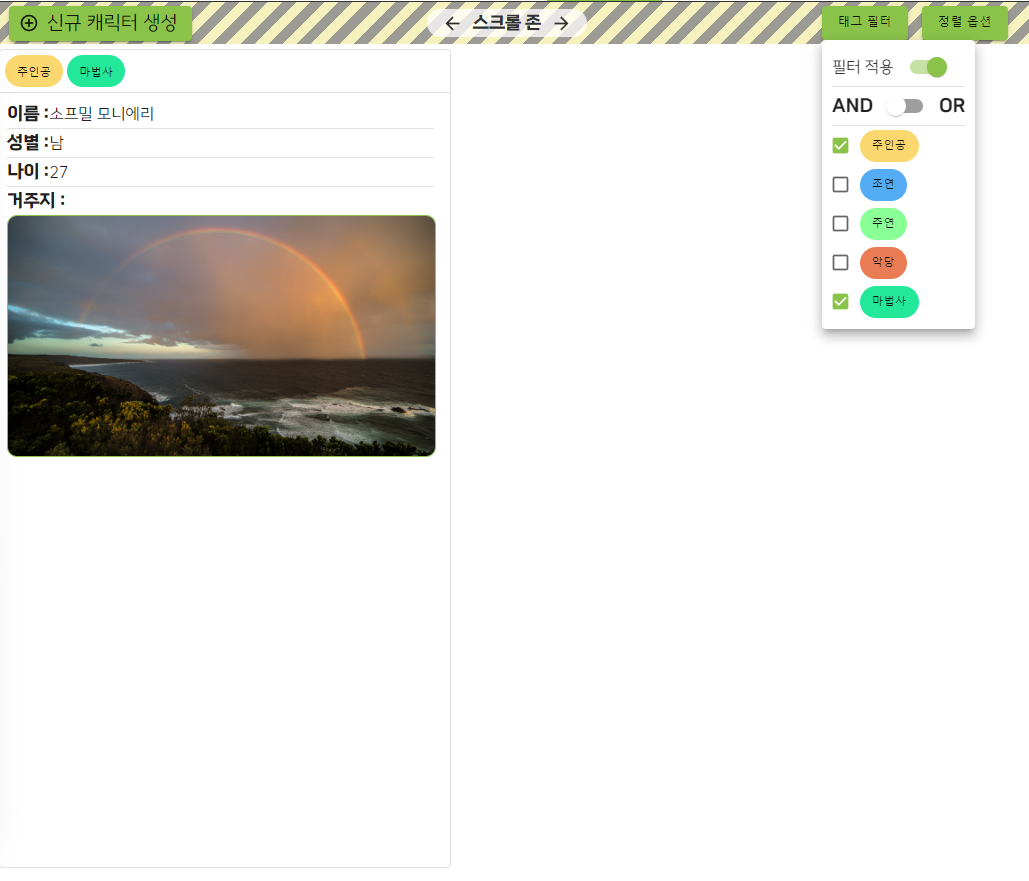 신규 캐릭터 생성
스크롤 존
태그 필터
정렬 옵션
주인공
마법사
이름 :소프밀 모니에리
성별 :남
나이 :27
거주지 :
필터 적용
AND OR
주인공
조연
주연
악당
마법사